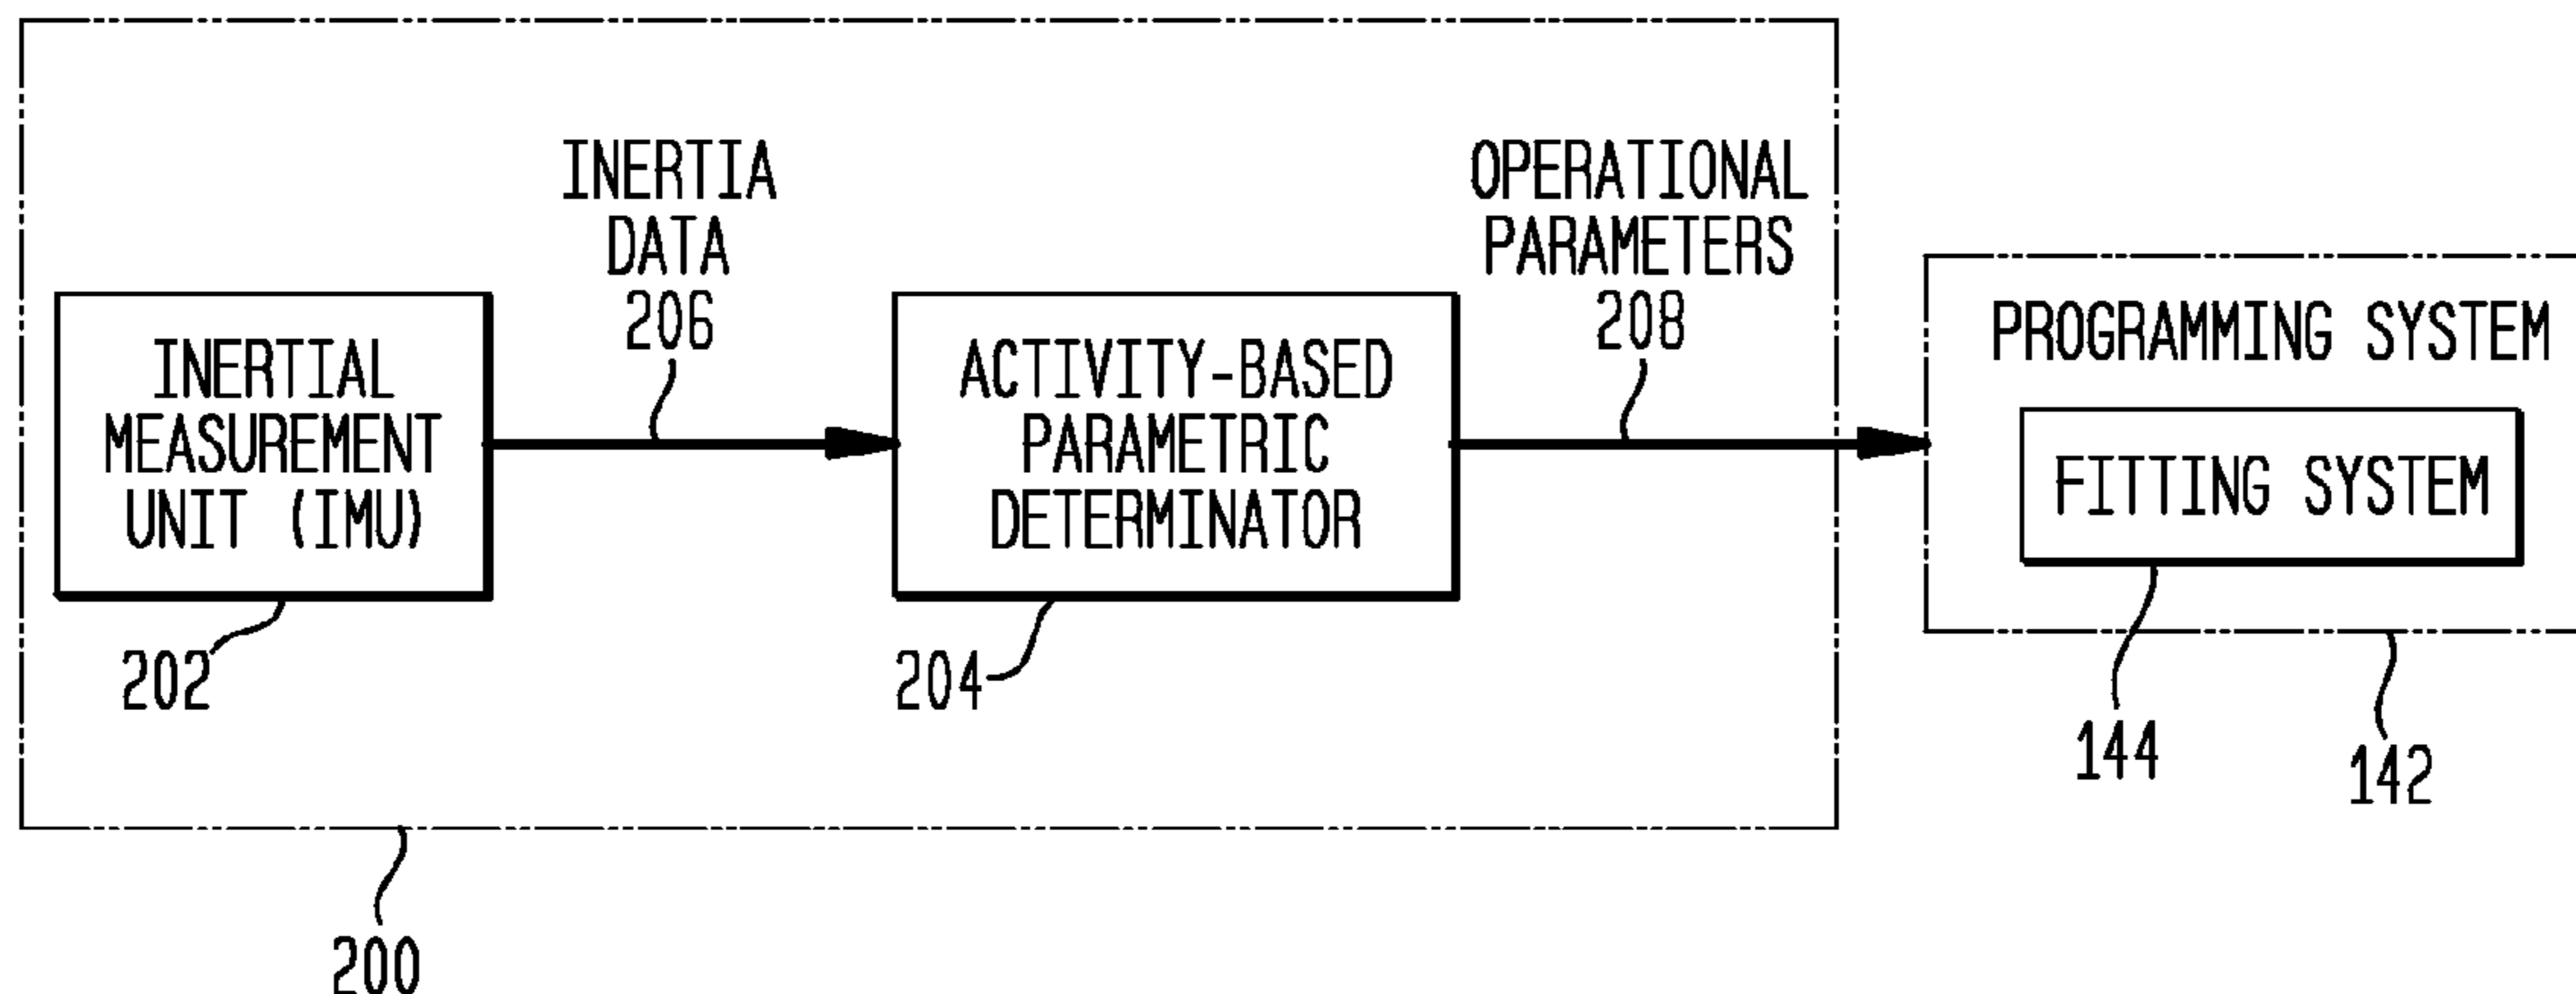 INERTIA
DATA
206
OPERATIONAL
PARAMETERS
208
INERTIAL
MEASUREMENT
UNIT (IMU)
202
ACTIVITY-BASED
PARAMETRIC
DETERMINATOR
204
PROGRAMMING SYSTEM
FITTING SYSTEM
144
142
200